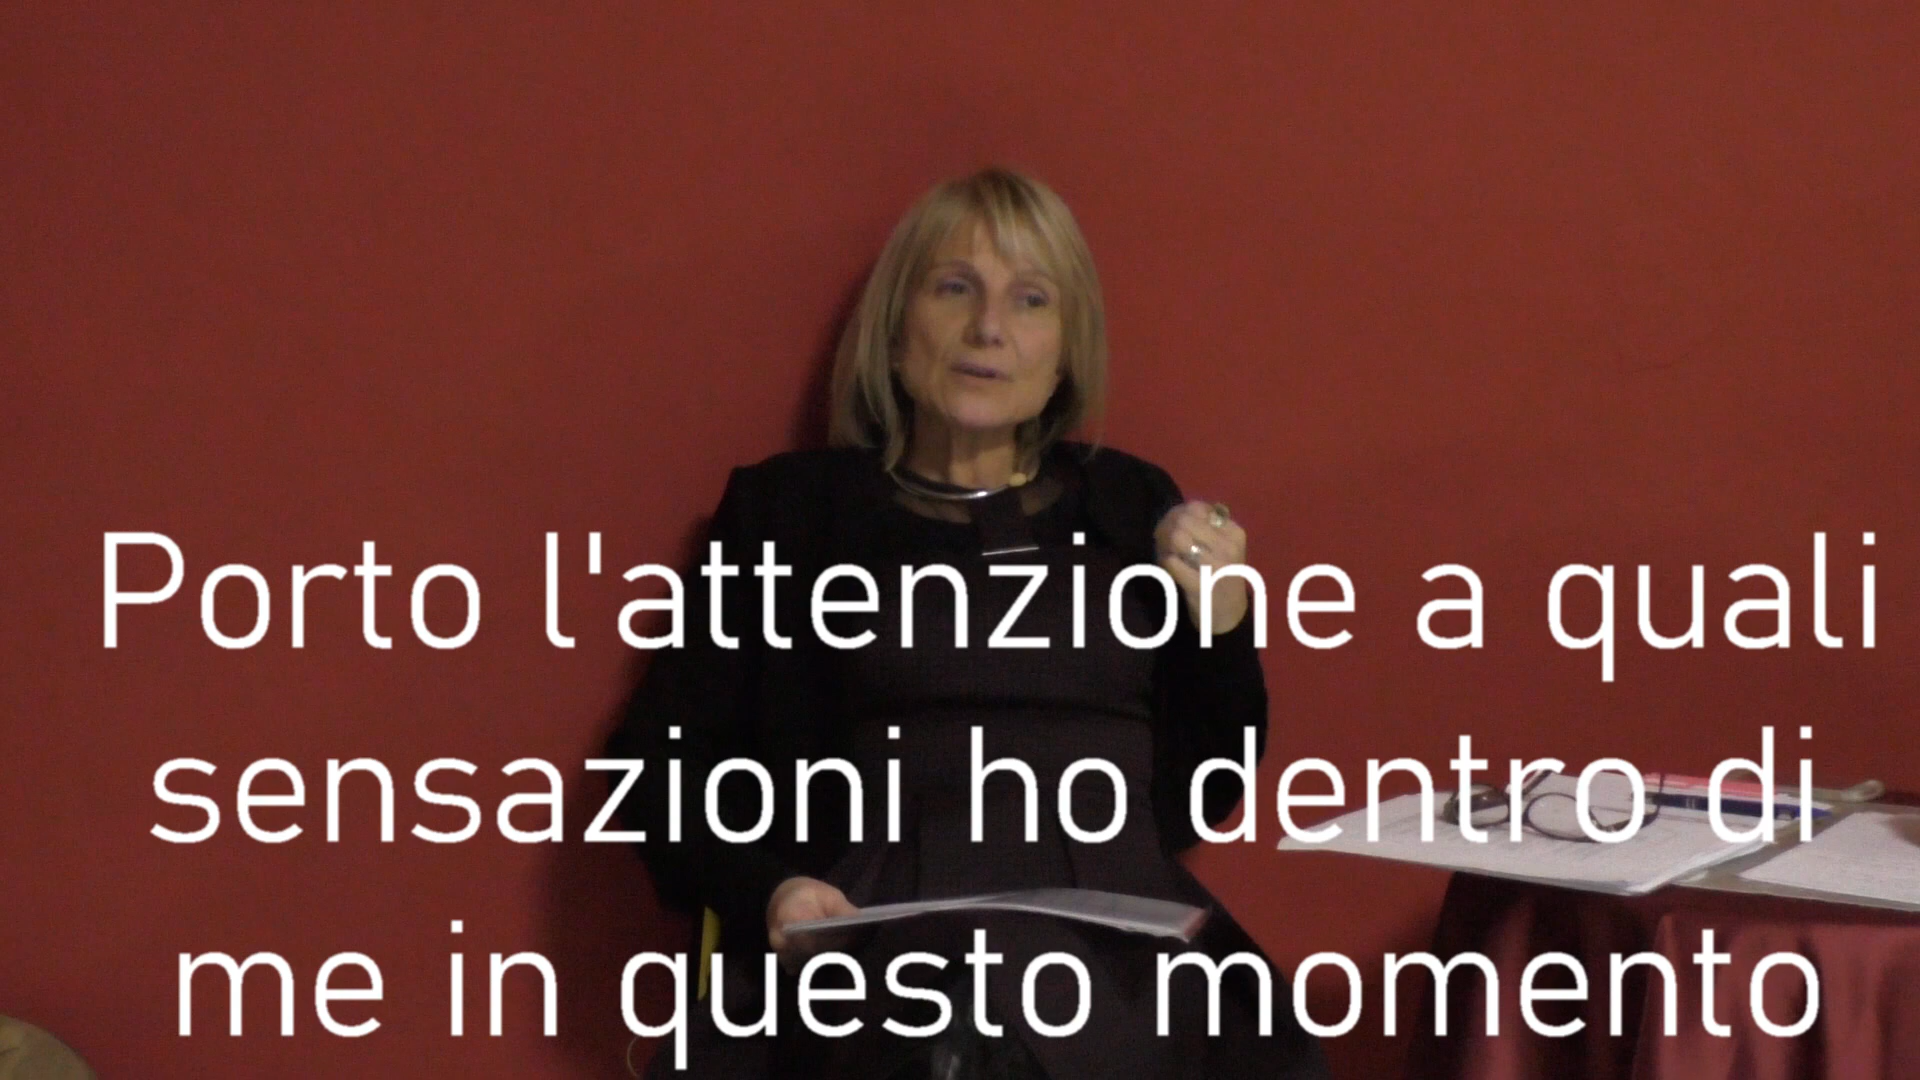 Porto l'attenzione a quali
sensazioni ho dentro di
me in questo momento